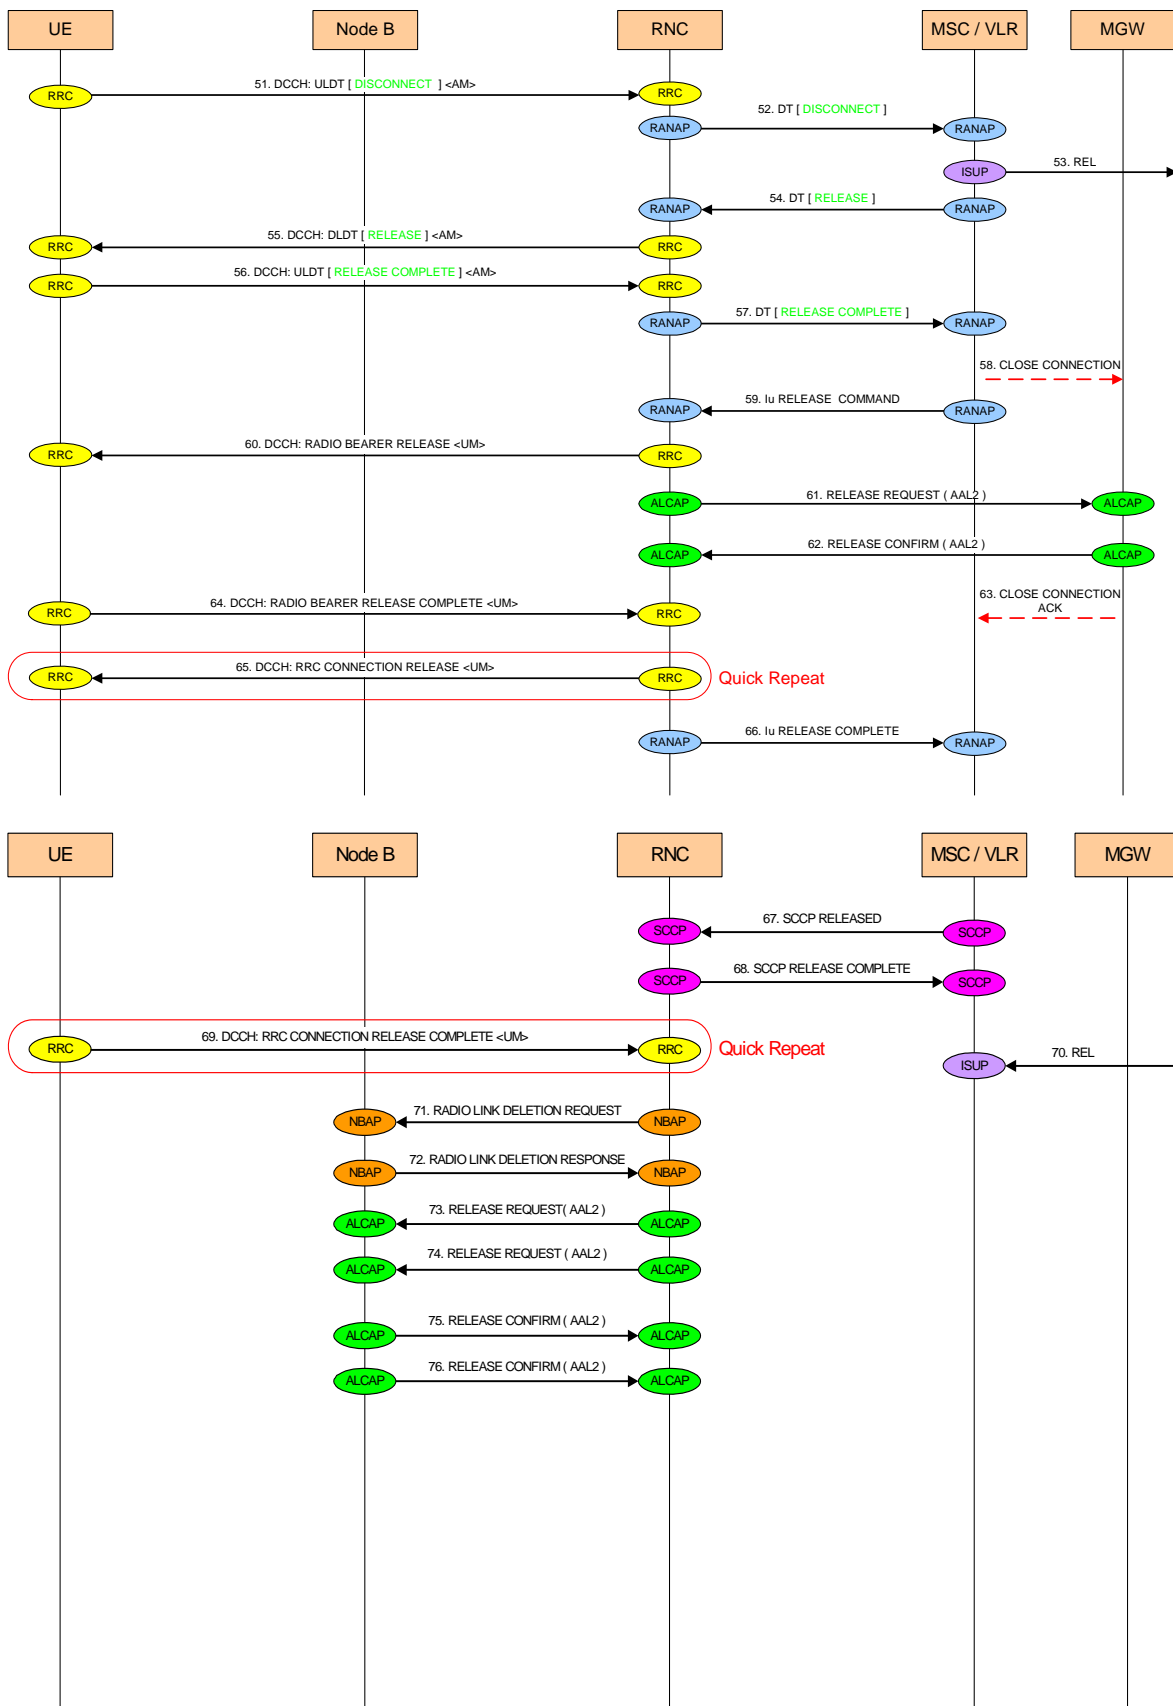 UE Node B RNC MSC / VLR MGW
51. DCCH: ULDT [ DISCONNECT ] <AM>
RRC RRC
52. DT [ DISCONNECT ]
RANAP RANAP
53. REL
ISUP
54. DT [ RELEASE ]
RANAP RANAP
55. DCCH: DLDT [ RELEASE ] <AM>
RRC RRC
56. DCCH: ULDT [ RELEASE COMPLETE ] <AM>
RRC RRC
57. DT [ RELEASE COMPLETE ]
RANAP RANAP
58. CLOSE CONNECTION
59. Iu RELEASE COMMAND
RANAP RANAP
60. DCCH: RADIO BEARER RELEASE <UM>
RRC RRC
61. RELEASE REQUEST ( AAL2 )
ALCAP ALCAP
62. RELEASE CONFIRM ( AAL2 )
ALCAP ALCAP
63. CLOSE CONNECTION
ACK
64. DCCH: RADIO BEARER RELEASE COMPLETE <UM>
RRC RRC
65. DCCH: RRC CONNECTION RELEASE <UM>
RRC RRC Quick Repeat
66. Iu RELEASE COMPLETE
RANAP RANAP
UE Node B RNC MSC / VLR MGW
67. SCCP RELEASED
SCCP SCCP
68. SCCP RELEASE COMPLETE
SCCP SCCP
69. DCCH: RRC CONNECTION RELEASE COMPLETE <UM>
RRC RRC Quick Repeat
70. REL
ISUP
71. RADIO LINK DELETION REQUEST
NBAP NBAP
72. RADIO LINK DELETION RESPONSE
NBAP NBAP
73. RELEASE REQUEST( AAL2 )
ALCAP ALCAP
74. RELEASE REQUEST ( AAL2 )
ALCAP ALCAP
75. RELEASE CONFIRM ( AAL2 )
ALCAP ALCAP
76. RELEASE CONFIRM ( AAL2 )
ALCAP ALCAP